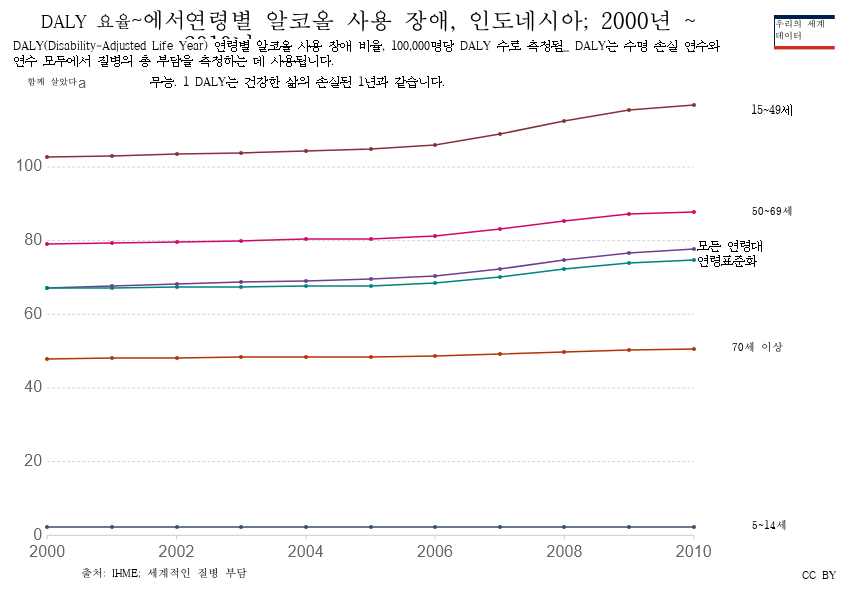 DALY 요율~에서연령별 알코올 사용 장애, 인도네시아; 2000년 ~
우리의 세계
데이터
DALY(Disability-Adjusted Life Year) 연령별 알코올 사용 장애 비율, 100,000명당 DALY 수로 측정됨_ DALY는 수명 손실 연수와
연수 모두에서 질병의 총 부담을 측정하는 데 사용됩니다.
함께 살았다a 무능. 1 DALY는 건강한 삶의 손실된 1년과 같습니다.
15~49세
100
50~69세
80
모든 연령대
연령표준화
60
70세 이상
40
20
5~14세
0
2000 2002 2004 2006 2008 2010
출처: IHME; 세계적인 질병 부담
CC BY